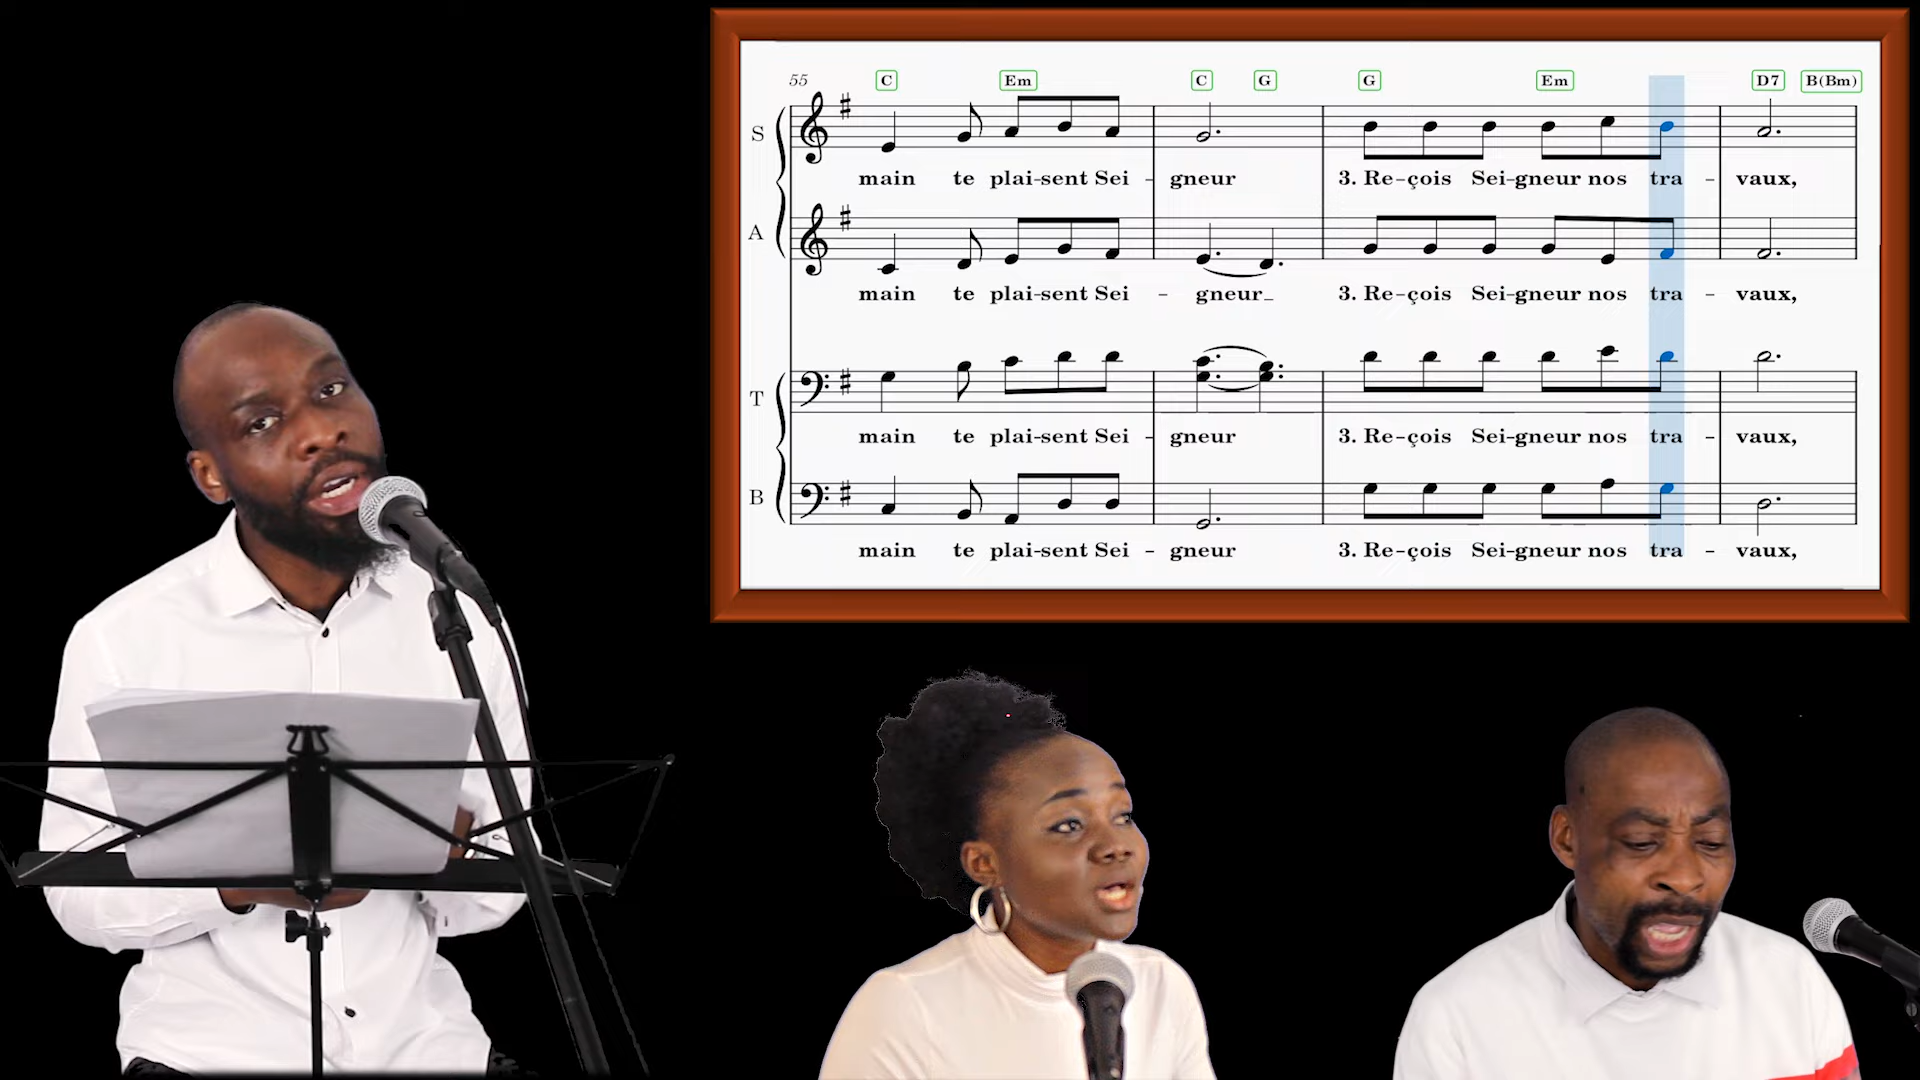 55 C Em C G G Em D7 B(Bm)
S
main te plai-sent Sei - gneur 3. Re-çois Sei-gneur nos tra - vaux,
A
main te plai-sent Sei - gneur_ 3. Re-çois Sei-gneur nos tra - vaux,
T
main te plai-sent Sei - gneur 3. Re-çois Sei-gneur nos tra - vaux,
B
main te plai-sent Sei - gneur 3. Re-çois Sei-gneur nos tra - vaux,